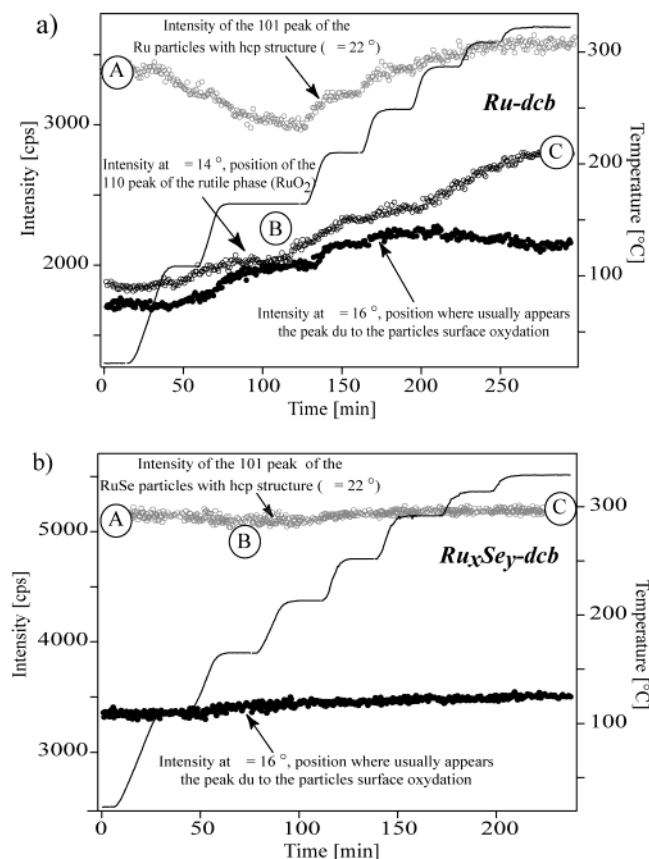 a)
Intensity of the 101 peak of the
Ru particles with hcp structure ( = 22 °)
A
Ru-dcb
Intensity at = 14 °, position of the
110 peak of the rutile phase (RuO2)
B
C
Intensity at = 16 °, position where usually appears
the peak du to the particles surface oxydation
Intensity [cps]
3000
2000
Temperature [°C]
300
200
100
0 50 100 150 200 250
Time [min]
b)
Intensity of the 101 peak of the
RuSe particles with hcp structure ( = 22 °)
A
B
C
RuxSey-dcb
Intensity at = 16 °, position where usually appears
the peak du to the particles surface oxydation
Intensity [cps]
5000
4000
3000
Temperature [°C]
300
200
100
0 50 100 150 200
Time [min]